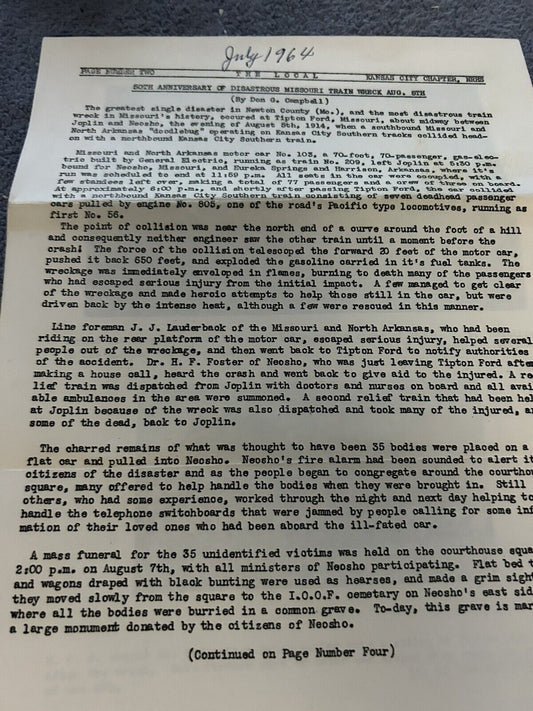 July 1964
PAGE NUMBER TWO THE LOCAL KANSAS CITY CHAPTER, NRHS
50TH ANNIVERSARY OF DISASTROUS MISSOURI TRAIN WRECK AUG. 5TH
(By Don G. Campbell)
The greatest single disaster in Newton County (Mo.), and the most disastrous train
wreck in Missouri's history, occured at Tipton Ford, Missouri, about midway between
Joplin and Neosho, the evening of August 5th, 1914, when a southbound Missouri and
North Arkansas "doodlebug" operating on Kansas City Southern tracks collided head-
on with a northbound Kansas City Southern train.
Missouri and North Arkansas motor car No. 103, a 70-foot, 70-passenger, gas-elec-
tric built by General Electric, running as train No. 209, left Joplin at 5:50 p.m.
bound for Neosho, Missouri, and Eureka Springs and Harrison, Arkansas, where it's
run was scheduled to end at 11:59 p.m. All seats in the car were occupied, with a
few standees left over, making a total of 77 passengers and a crew of three on board.
At approximately 6:00 p.m., and shortly after passing Tipton Ford, the car collided
with a northbound Kansas City Southern train consisting of seven deadhead passenger
cars pulled by engine No. 805, one of the road's Pacific type locomotives, running as
first No. 56.
The point of collision was near the north end of a curve around the foot of a hill
and consequently neither engineer saw the other train until a moment before the
crash! The force of the collision telescoped the forward 20 feet of the motor car,
pushed it back 650 feet, and exploded the gasoline carried in it's fuel tanks. The
wreckage was immediately enveloped in flames, burning to death many of the passengers
who had escaped serious injury from the initial impact. A few managed to get clear
of the wreckage and made heroic attempts to help those still in the car, but were
driven back by the intense heat, although a few were rescued in this manner.
Line foreman J. J. Lauderback of the Missouri and North Arkansas, who had been
riding on the rear platform of the motor car, escaped serious injury, helped several
people out of the wreckage, and then went back to Tipton Ford to notify authorities
of the accident. Dr. H. F. Foster of Neosho, who was just leaving Tipton Ford after
making a house call, heard the crash and went back to give aid to the injured. A re
lief train was dispatched from Joplin with doctors and nurses on board and all avai
able ambulances in the area were summoned. A second relief train that had been hel
at Joplin because of the wreck was also dispatched and took many of the injured, a
some of the dead, back to Joplin.
The charred remains of what was thought to have been 35 bodies were placed on a
flat car and pulled into Neosho. Neosho's fire alarm had been sounded to alert it
citizens of the disaster and as the people began to congregate around the courthou
square, many offered to help handle the bodies when they were brought in. Still
others, who had some experience, worked through the night and next day helping to
handle the telephone switchboards that were jammed by people calling for some inf
mation of their loved ones who had been aboard the ill-fated car.
A mass funeral for the 35 unidentified victims was held on the courthouse squa
2:00 p.m. on August 7th, with all ministers of Neosho participating. Flat bed t
and wagons draped with black bunting were used as hearses, and made a grim sigh
they moved slowly from the square to the I.O.O.F. cemetary on Neosho's east sid
where all the bodies were burried in a common grave. To-day, this grave is mar
a large monument donated by the citizens of Neosho.
(Continued on Page Number Four)